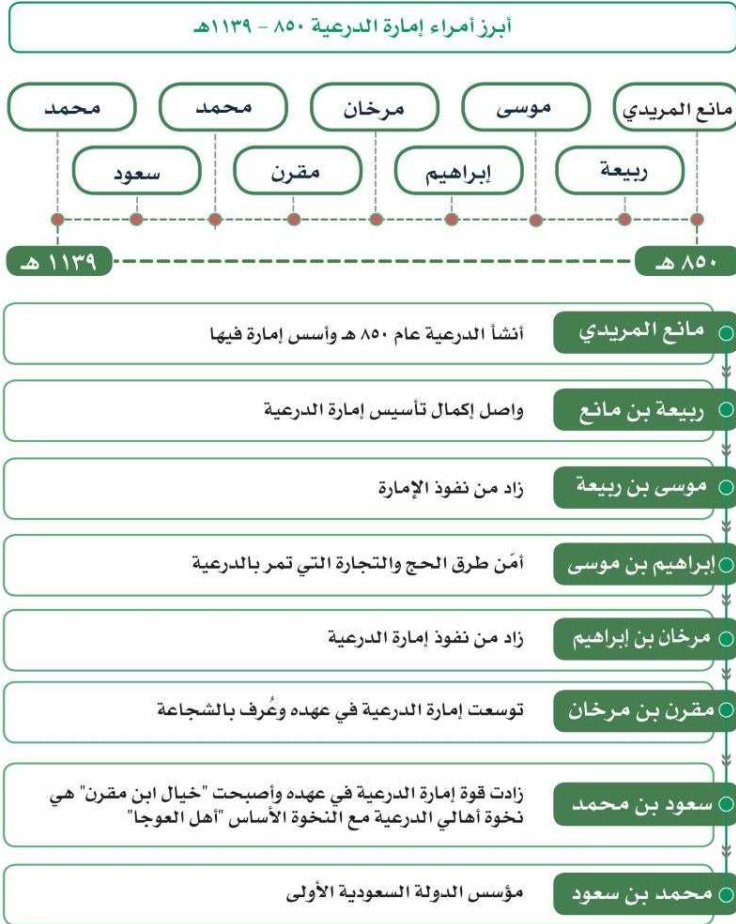 أبرز أمراء إمارة الدرعية ٨٥٠ - ١١٣٩هـ
مانع المريدي
موسى
مرخان
محمد
محمد
ربيعة
إبراهيم
مقرن
سعود
٨٥٠ هـ
١١٣٩ هـ
مانع المريدي
أنشأ الدرعية عام ٨٥٠ هـ وأسس إمارة فيها
ربيعة بن مانع
واصل إكمال تأسيس إمارة الدرعية
موسى بن ربيعة
زاد من نفوذ الإمارة
إبراهيم بن موسى
أمّن طرق الحج والتجارة التي تمر بالدرعية
مرخان بن إبراهيم
زاد من نفوذ إمارة الدرعية
مقرن بن مرخان
توسعت إمارة الدرعية في عهده وعُرف بالشجاعة
سعود بن محمد
زادت قوة إمارة الدرعية في عهده وأصبحت "خيال ابن مقرن" هي
نخوة أهالي الدرعية مع النخوة الأساس "أهل العوجا"
محمد بن سعود
مؤسس الدولة السعودية الأولى